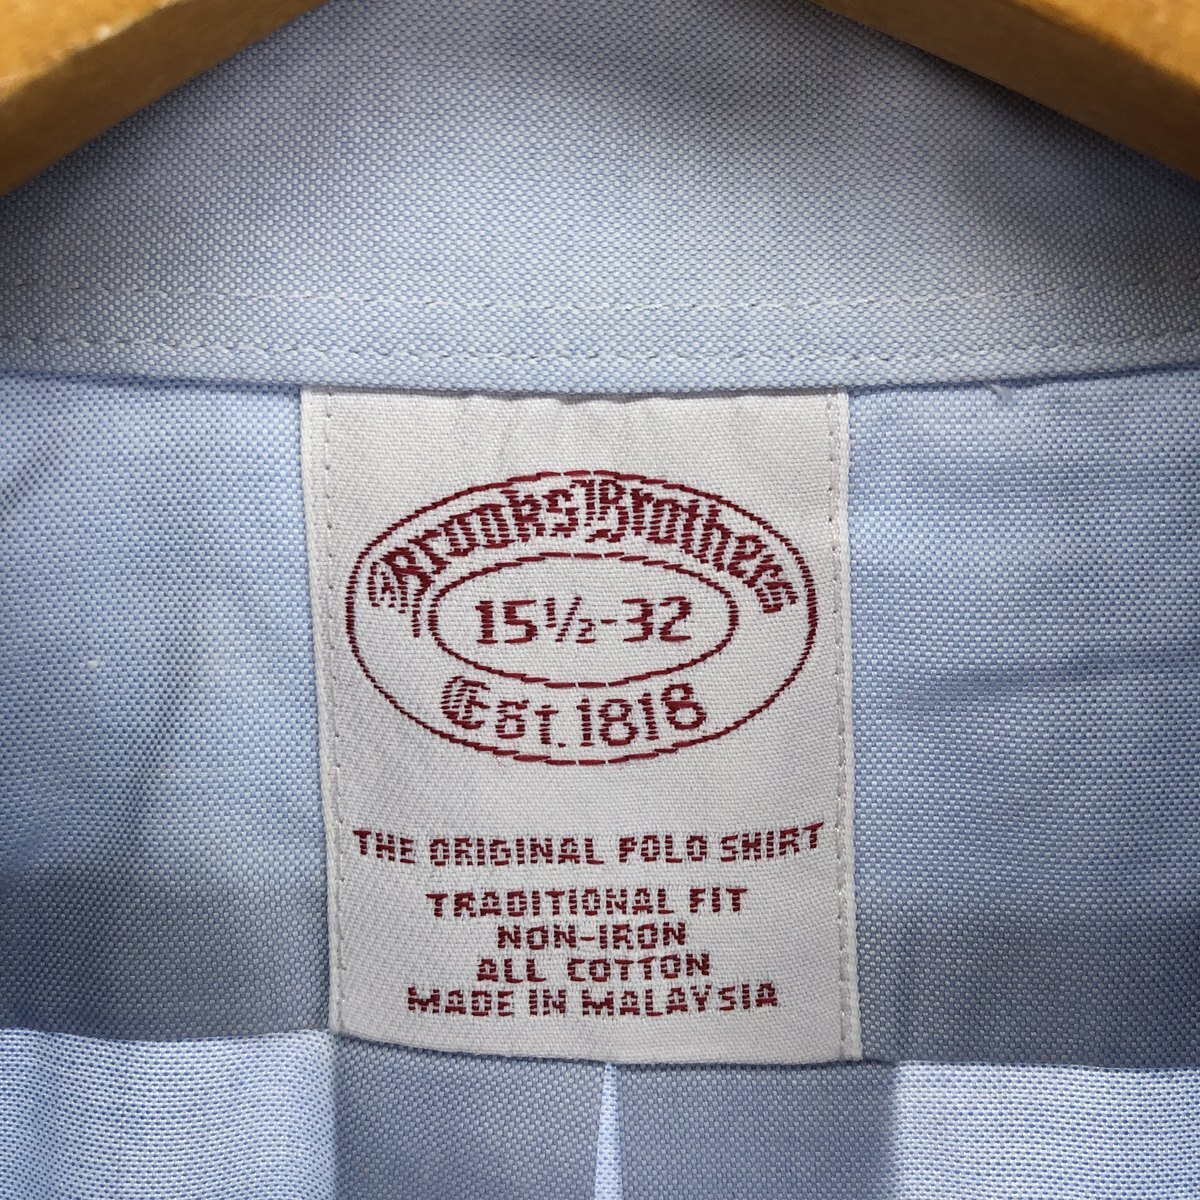 Brooks Brothers
15½-32
Est. 1818
THE ORIGINAL POLO SHIRT
TRADITIONAL FIT
NON-IRON
ALL COTTON
MADE IN MALAYSIA